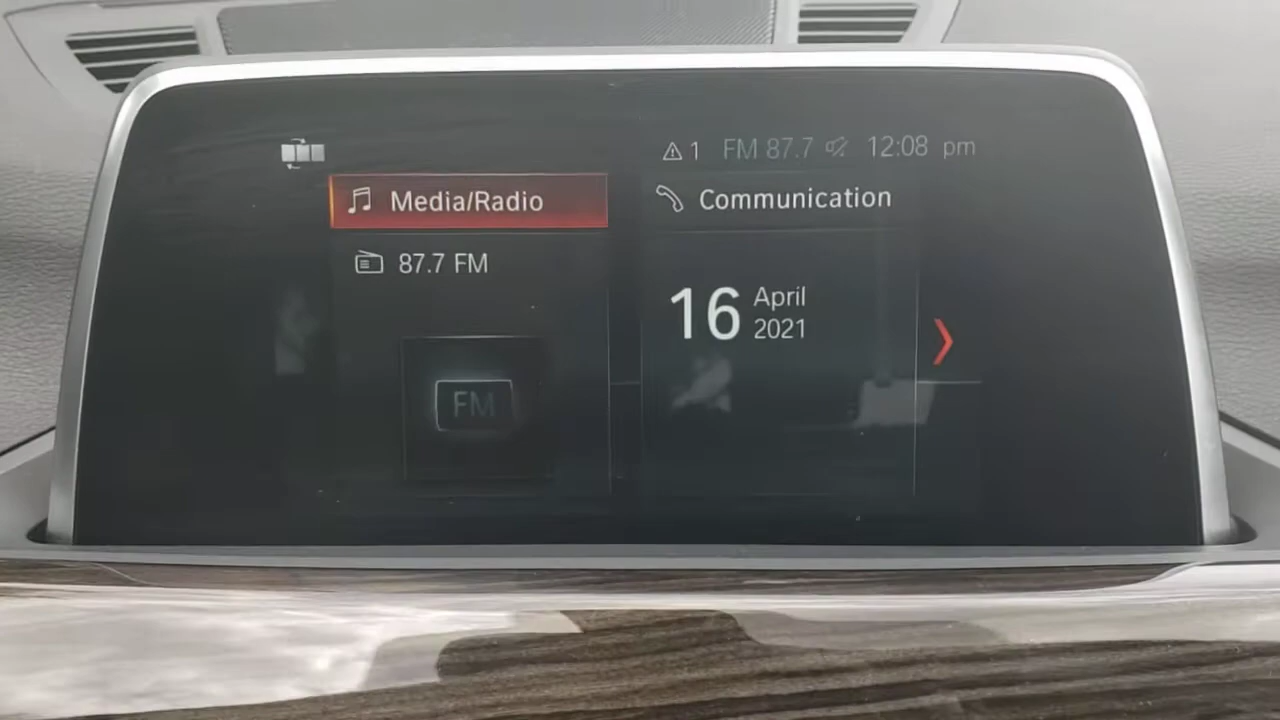 1 FM 87.7 12:08 pm
Media/Radio
Communication
87.7 FM
16 April
2021
FM